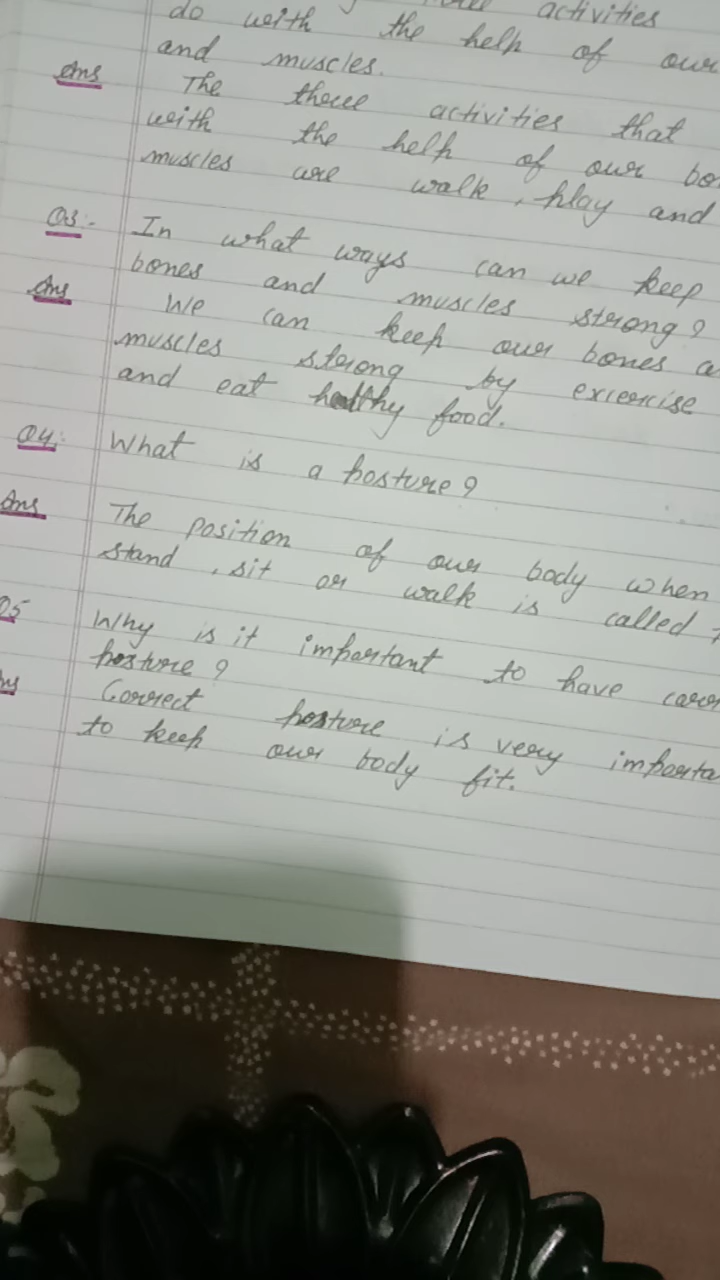 activities
do with the help of our
and muscles.
Ans The three activities that
with the help of our bo
muscles are walk, play and
Q3:- In what ways can we keep
bones and muscles strong?
Ans We can keep our bones a
muscles strong by exicercise
and eat healthy food.
Q4:- What is a posture?
Ans The position of our body when
stand, sit or walk is called
Q5 Why is it important to have corr
posture?
Ans Correct posture is very importa
to keep our body fit.